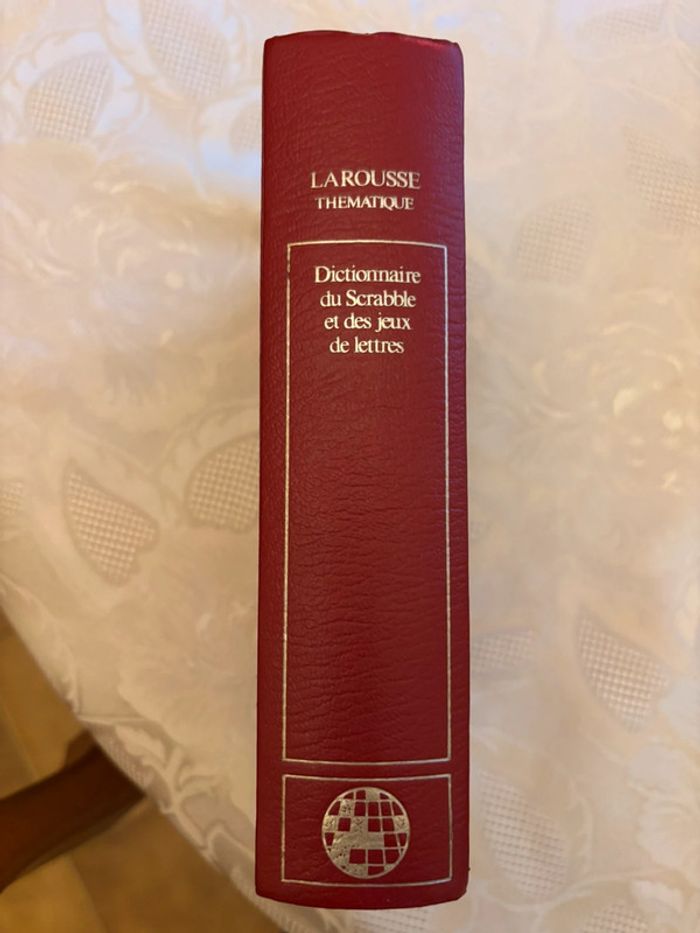 LAROUSSE
THEMATIQUE
Dictionnaire
du Scrabble
et des jeux
de lettres